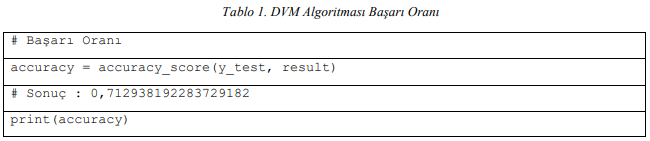 Tablo 1. DVM Algoritması Başarı Oranı
# Başarı Oranı
accuracy = accuracy_score(y_test, result)
# Sonuç : 0,712938192283729182
print(accuracy)